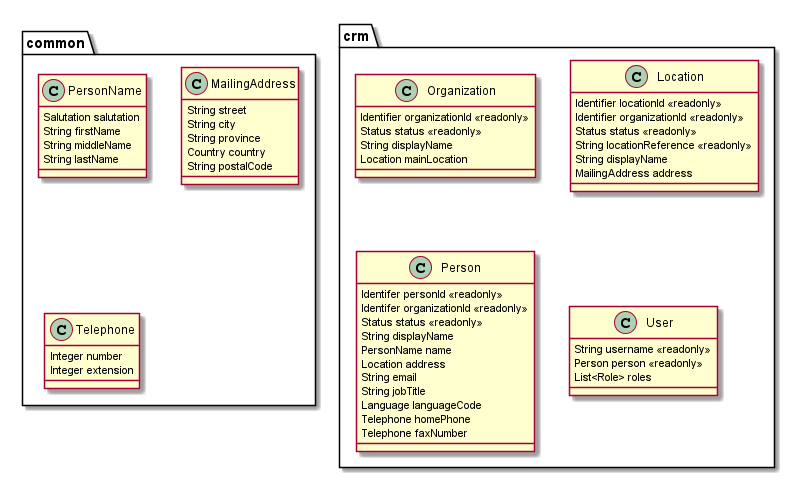 common
C PersonName
Salutation salutation
String firstName
String middleName
String lastName
C MailingAddress
String street
String city
String province
Country country
String postalCode
C Telephone
Integer number
Integer extension
crm
C Organization
Identifier organizationId «readonly»
Status status «readonly»
String displayName
Location mainLocation
C Location
Identifier locationId «readonly»
Identifier organizationId «readonly»
Status status «readonly»
String locationReference «readonly»
String displayName
MailingAddress address
C Person
Identifer personId «readonly»
Identifer organizationId «readonly»
Status status «readonly»
String displayName
PersonName name
Location address
String email
String jobTitle
Language languageCode
Telephone homePhone
Telephone faxNumber
C User
String username «readonly»
Person person «readonly»
List<Role> roles